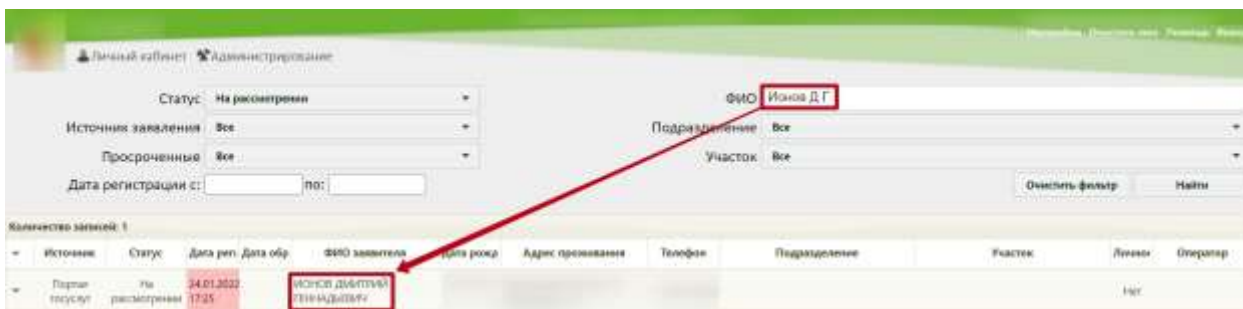 Личный кабинет Администрирование
Статус На рассмотрении ФИО Ионов Д Г
Источник заявления Все Подразделение Все
Просроченные Все Участок Все
Дата регистрации с: по: Очистить фильтр Найти
Количество записей: 1
Источник Статус Дата рег. Дата обр ФИО заявителя Дата рожд Адрес проживания Телефон Подразделение Участок Личног Оператор
Портал На 24.01.2022 ИОНОВ ДМИТРИЙ
госуслуг рассмотрении 17:25 ГЕННАДЬЕВИЧ Нет